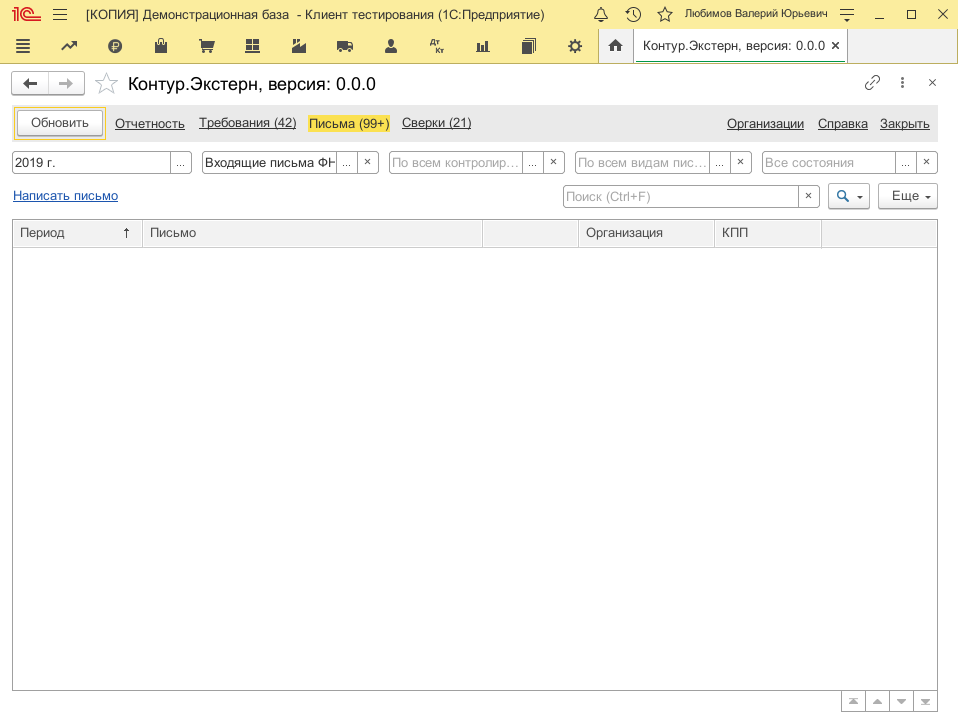 [КОПИЯ] Демонстрационная база - Клиент тестирования (1С:Предприятие) Любимов Валерий Юрьевич
Дт Кт Контур.Экстерн, версия: 0.0.0 ×
Контур.Экстерн, версия: 0.0.0
Обновить Отчетность Требования (42) Письма (99+) Сверки (21) Организации Справка Закрыть
2019 г. ... Входящие письма ФН ... × По всем контролир... ... × По всем видам пис... ... × Все состояния ... ×
Написать письмо Поиск (Ctrl+F) × Еще
Период ↑ Письмо Организация КПП